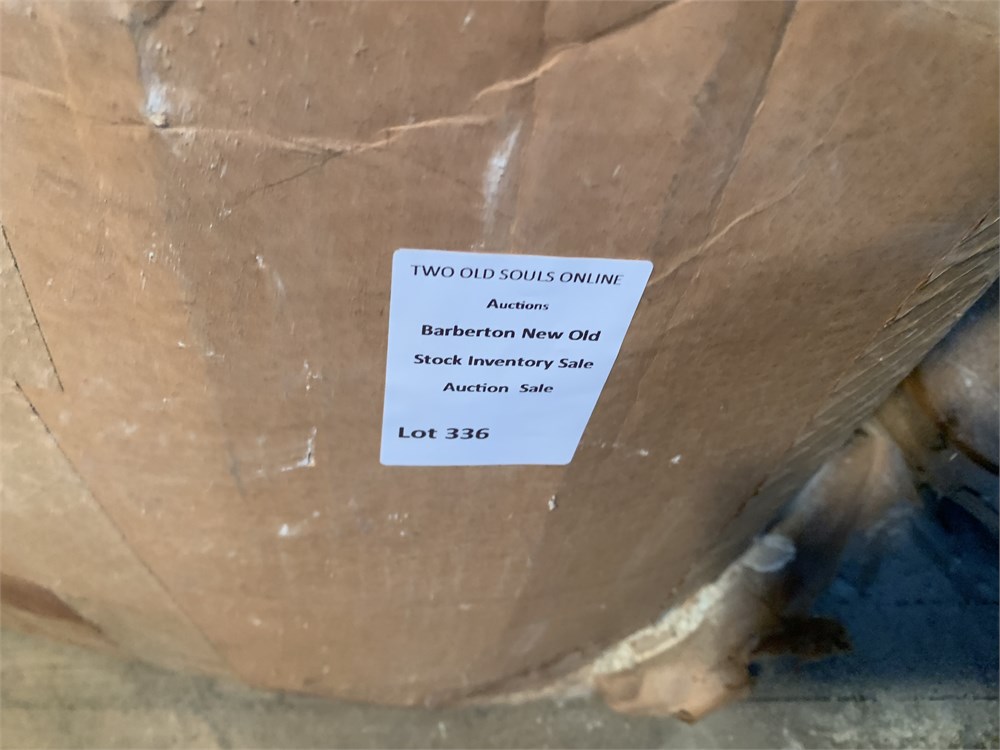 TWO OLD SOULS ONLINE
Auctions
Barberton New Old
Stock Inventory Sale
Auction Sale
Lot 336